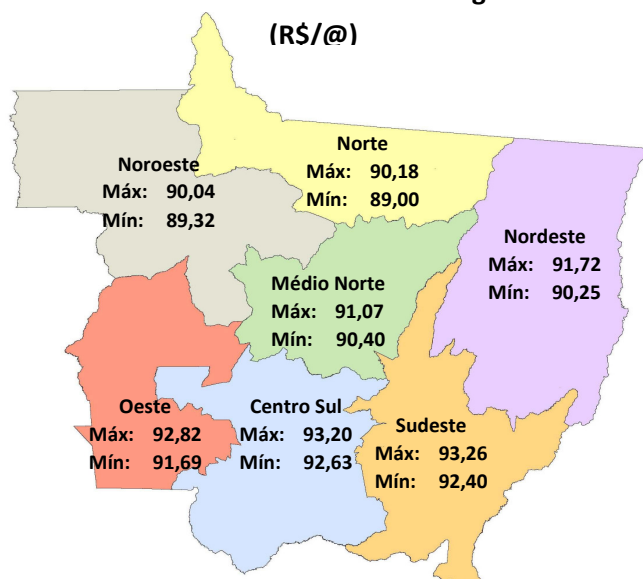 (R$/@)
Norte
Máx: 90,18
Mín: 89,00
Noroeste
Máx: 90,04
Mín: 89,32
Nordeste
Máx: 91,72
Mín: 90,25
Médio Norte
Máx: 91,07
Mín: 90,40
Oeste
Máx: 92,82
Mín: 91,69
Centro Sul
Máx: 93,20
Mín: 92,63
Sudeste
Máx: 93,26
Mín: 92,40